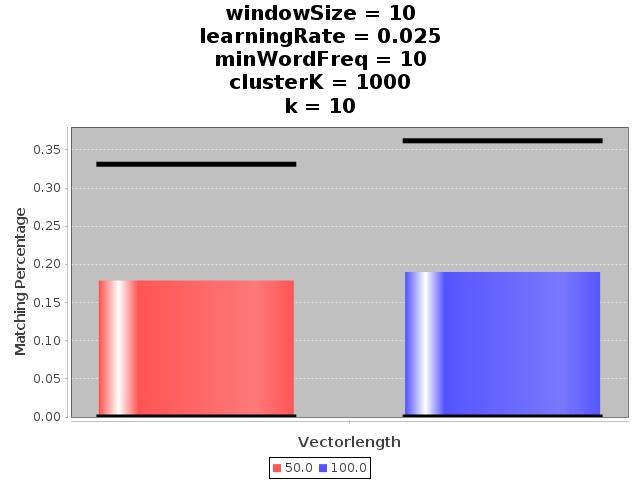 windowSize = 10
learningRate = 0.025
minWordFreq = 10
clusterK = 1000
k = 10
0.35
0.30
0.25
0.20
0.15
0.10
0.05
0.00
Matching Percentage
Vectorlength
50.0 100.0